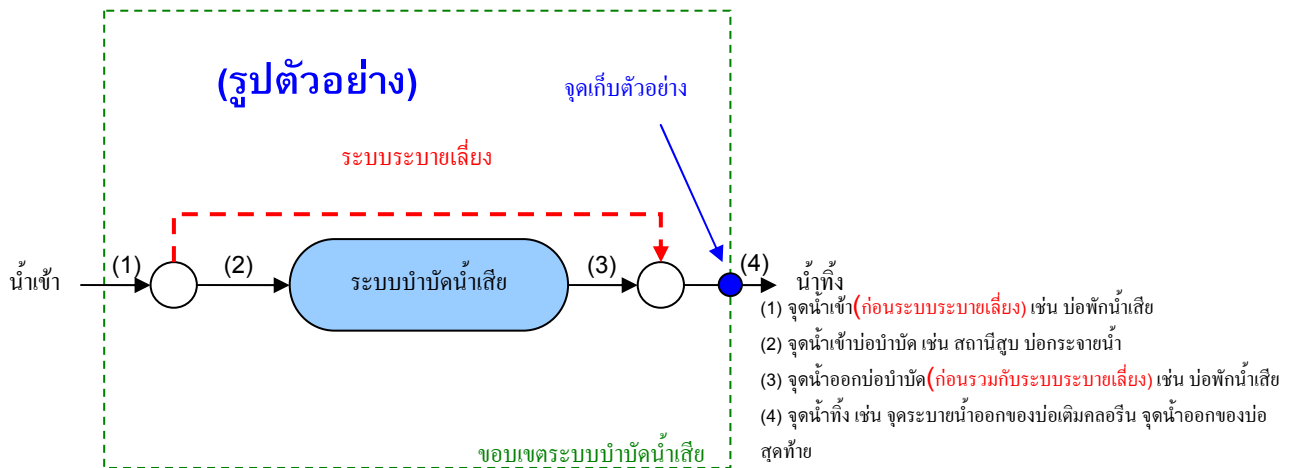 (รูปตัวอย่าง)
จุดเก็บตัวอย่าง
ระบบระบายเลี่ยง
น้ำเข้า
(1)
(2)
ระบบบำบัดน้ำเสีย
(3)
(4)
น้ำทิ้ง
(1) จุดน้ำเข้า(ก่อนระบบระบายเลี่ยง) เช่น บ่อพักน้ำเสีย
(2) จุดน้ำเข้าบ่อบำบัด เช่น สถานีสูบ บ่อกระจายน้ำ
(3) จุดน้ำออกบ่อบำบัด(ก่อนรวมกับระบบระบายเลี่ยง) เช่น บ่อพักน้ำเสีย
(4) จุดน้ำทิ้ง เช่น จุดระบายน้ำออกของบ่อเติมคลอรีน จุดน้ำออกของบ่อ
สุดท้าย
ขอบเขตระบบบำบัดน้ำเสีย